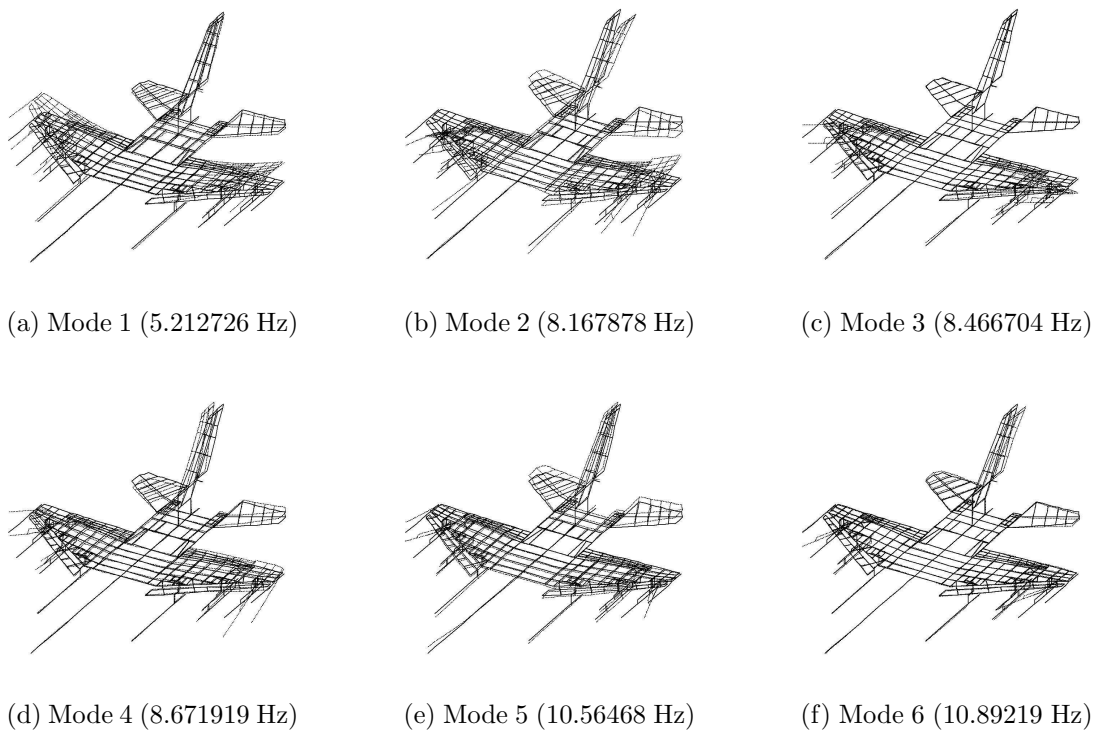 (a) Mode 1 (5.212726 Hz)
(b) Mode 2 (8.167878 Hz)
(c) Mode 3 (8.466704 Hz)
(d) Mode 4 (8.671919 Hz)
(e) Mode 5 (10.56468 Hz)
(f) Mode 6 (10.89219 Hz)